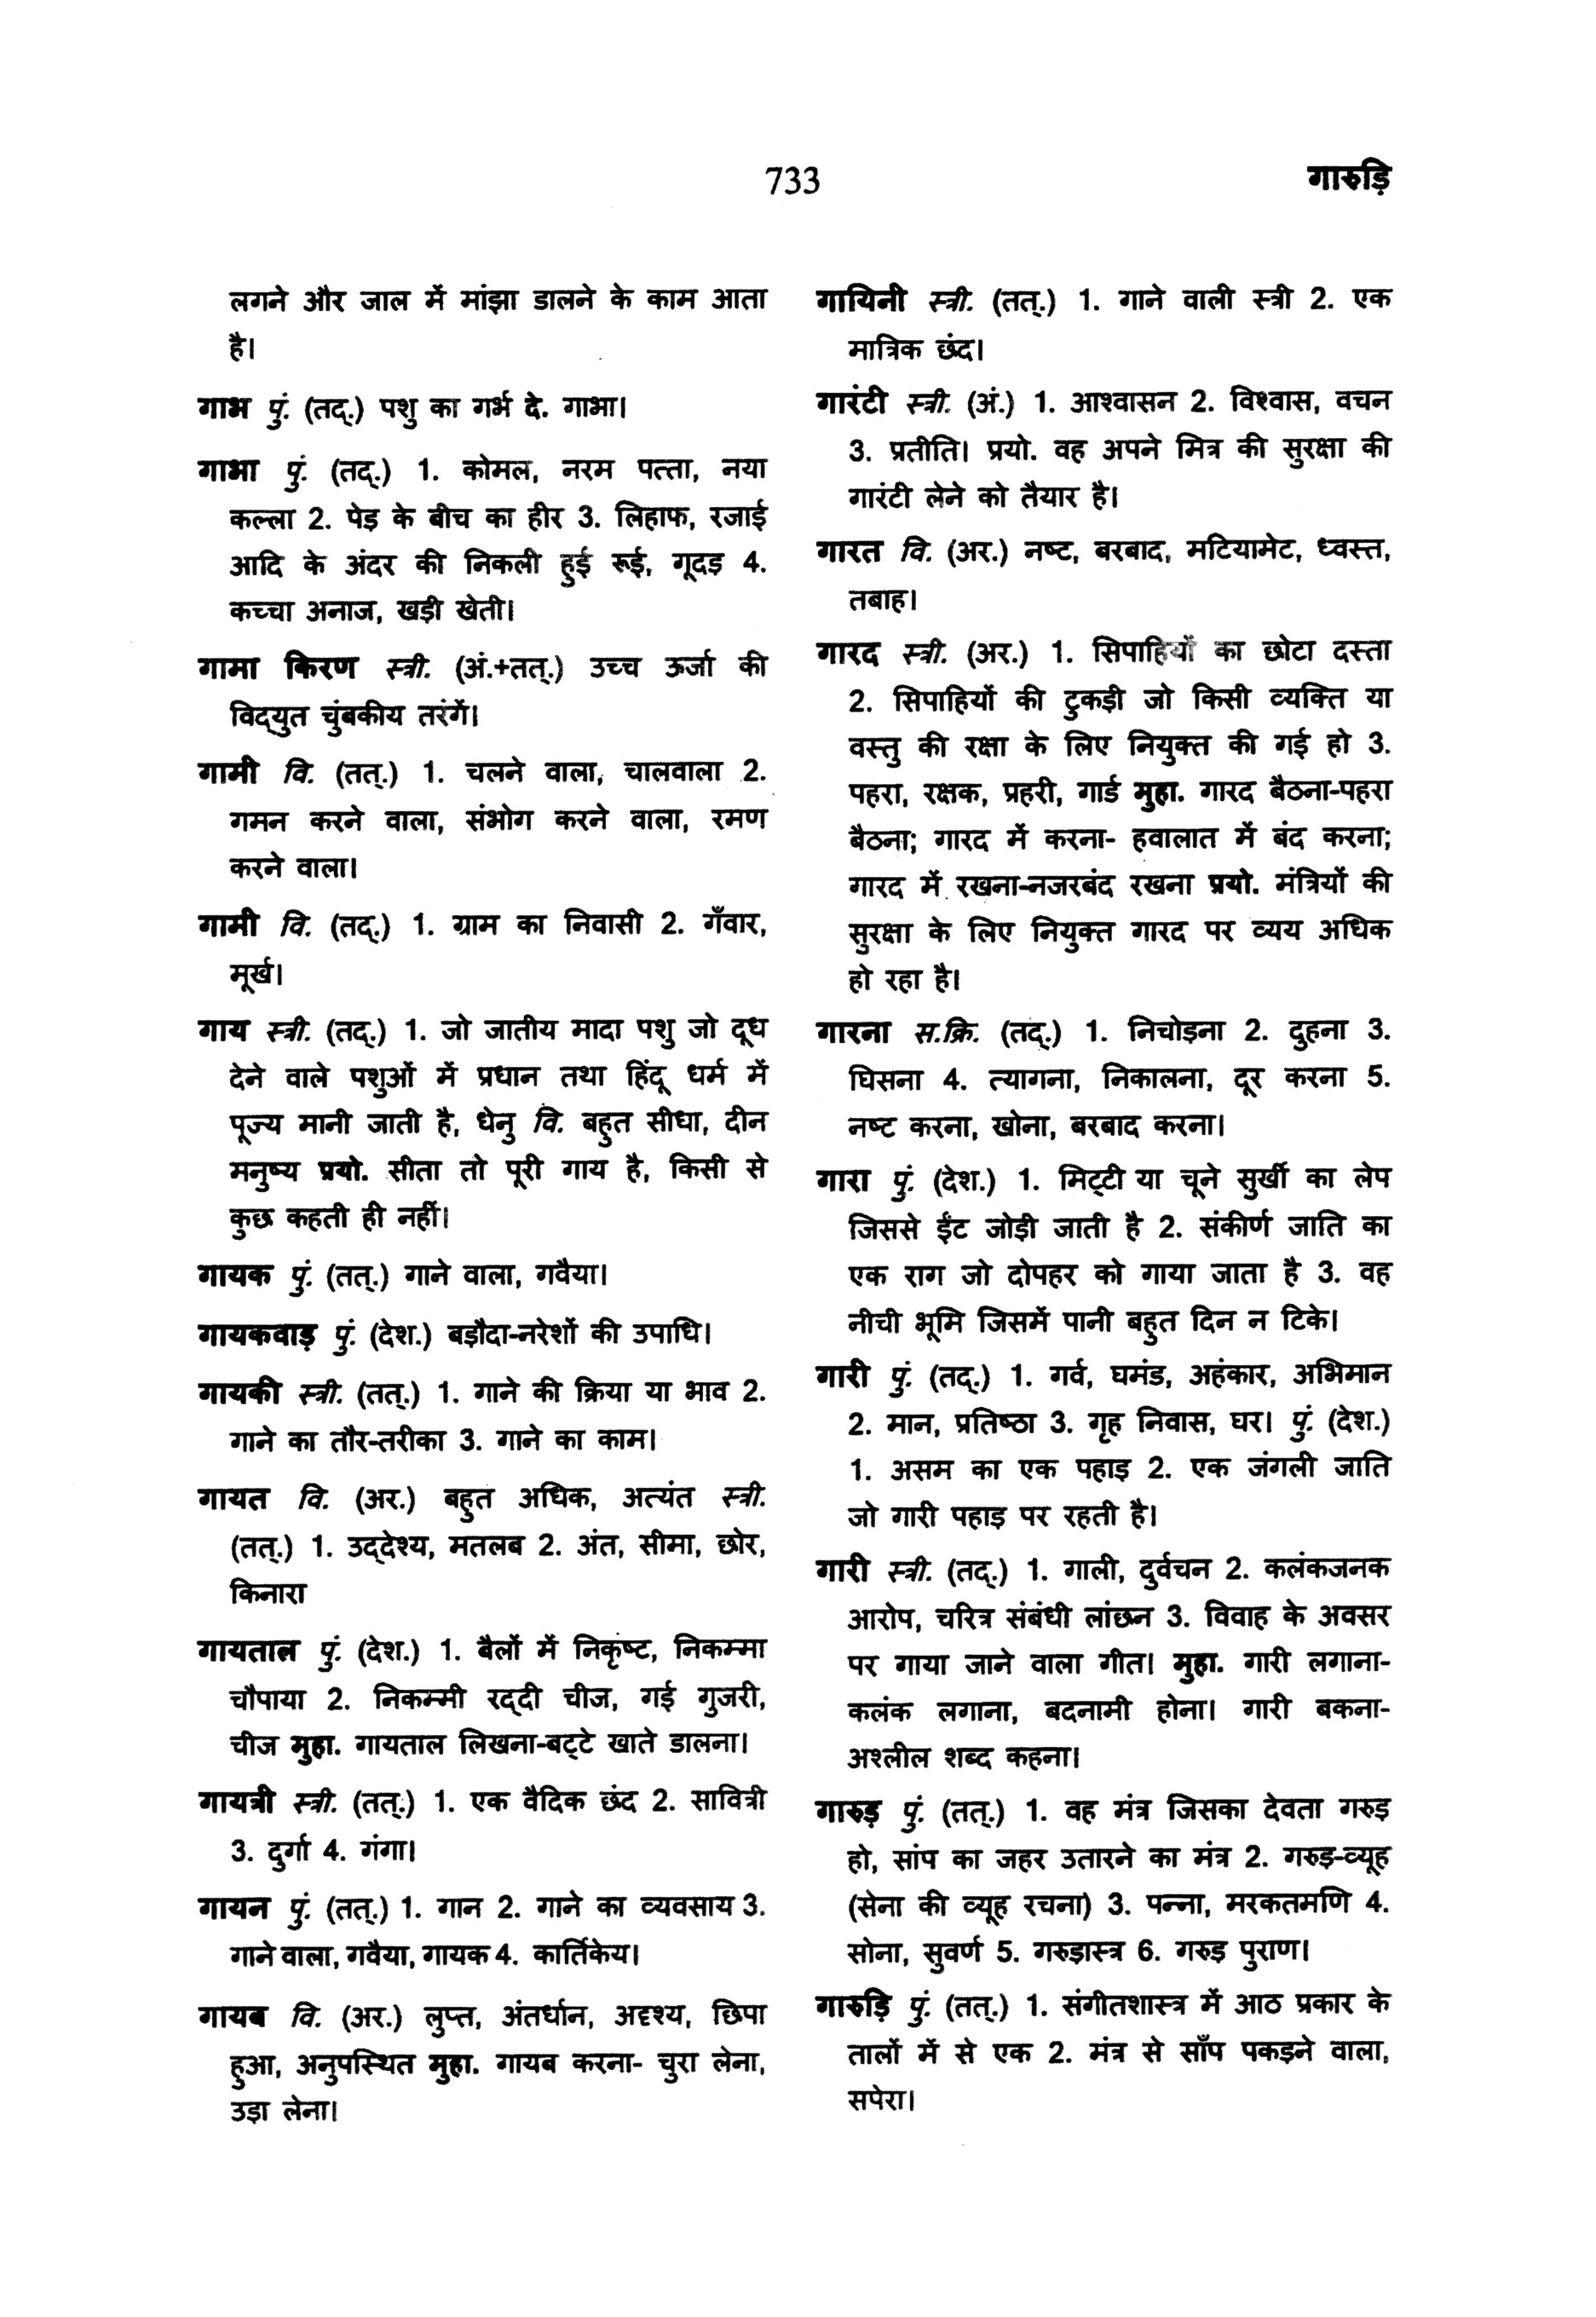 733
गारुड़ि
लगने और जाल में मांझा डालने के काम आता
है।
गाभ पुं. (तद्.) पशु का गर्भ दे. गाभा।
गाभा पुं. (तद्.) 1. कोमल, नरम पत्ता, नया
कल्ला 2. पेड़ के बीच का हीर 3. लिहाफ, रजाई
आदि के अंदर की निकली हुई रूई, गूदड़ 4.
कच्चा अनाज, खड़ी खेती।
गामा किरण स्त्री. (अं.+तत्.) उच्च ऊर्जा की
विद्युत चुंबकीय तरंगें।
गामी वि. (तत्.) 1. चलने वाला, चालवाला 2.
गमन करने वाला, संभोग करने वाला, रमण
करने वाला।
गामी वि. (तद्.) 1. ग्राम का निवासी 2. गँवार,
मूर्ख।
गाय स्त्री. (तद्.) 1. जो जातीय मादा पशु जो दूध
देने वाले पशुओं में प्रधान तथा हिंदू धर्म में
पूज्य मानी जाती है, धेनु वि. बहुत सीधा, दीन
मनुष्य प्रयो. सीता तो पूरी गाय है, किसी से
कुछ कहती ही नहीं।
गायक पुं. (तत्.) गाने वाला, गवैया।
गायकवाड़ पुं. (देश.) बड़ौदा-नरेशों की उपाधि।
गायकी स्त्री. (तत्.) 1. गाने की क्रिया या भाव 2.
गाने का तौर-तरीका 3. गाने का काम।
गायत वि. (अर.) बहुत अधिक, अत्यंत स्त्री.
(तत्.) 1. उद्देश्य, मतलब 2. अंत, सीमा, छोर,
किनारा
गायताल पुं. (देश.) 1. बैलों में निकृष्ट, निकम्मा
चौपाया 2. निकम्मी रद्दी चीज, गई गुजरी,
चीज मुहा. गायताल लिखना-बट्टे खाते डालना।
गायत्री स्त्री. (तत्.) 1. एक वैदिक छंद 2. सावित्री
3. दुर्गा 4. गंगा।
गायन पुं. (तत्.) 1. गान 2. गाने का व्यवसाय 3.
गाने वाला, गवैया, गायक 4. कार्तिकेय।
गायब वि. (अर.) लुप्त, अंतर्धान, अदृश्य, छिपा
हुआ, अनुपस्थित मुहा. गायब करना- चुरा लेना,
उड़ा लेना।
गायिनी स्त्री. (तत्.) 1. गाने वाली स्त्री 2. एक
मात्रिक छंद।
गारंटी स्त्री. (अं.) 1. आश्वासन 2. विश्वास, वचन
3. प्रतीति। प्रयो. वह अपने मित्र की सुरक्षा की
गारंटी लेने को तैयार है।
गारत वि. (अर.) नष्ट, बरबाद, मटियामेट, ध्वस्त,
तबाह।
गारद स्त्री. (अर.) 1. सिपाहियों का छोटा दस्ता
2. सिपाहियों की टुकड़ी जो किसी व्यक्ति या
वस्तु की रक्षा के लिए नियुक्त की गई हो 3.
पहरा, रक्षक, प्रहरी, गार्ड मुहा. गारद बैठना-पहरा
बैठना; गारद में करना- हवालात में बंद करना;
गारद में रखना-नजरबंद रखना प्रयो. मंत्रियों की
सुरक्षा के लिए नियुक्त गारद पर व्यय अधिक
हो रहा है।
गारना स.क्रि. (तद्.) 1. निचोड़ना 2. दुहना 3.
घिसना 4. त्यागना, निकालना, दूर करना 5.
नष्ट करना, खोना, बरबाद करना।
गारा पुं. (देश.) 1. मिट्टी या चूने सुर्खी का लेप
जिससे ईंट जोड़ी जाती है 2. संकीर्ण जाति का
एक राग जो दोपहर को गाया जाता है 3. वह
नीची भूमि जिसमें पानी बहुत दिन न टिके।
गारी पुं. (तद्.) 1. गर्व, घमंड, अहंकार, अभिमान
2. मान, प्रतिष्ठा 3. गृह निवास, घर। पुं. (देश.)
1. असम का एक पहाड़ 2. एक जंगली जाति
जो गारी पहाड़ पर रहती है।
गारी स्त्री. (तद्.) 1. गाली, दुर्वचन 2. कलंकजनक
आरोप, चरित्र संबंधी लांछन 3. विवाह के अवसर
पर गाया जाने वाला गीत। मुहा. गारी लगाना-
कलंक लगाना, बदनामी होना। गारी बकना-
अश्लील शब्द कहना।
गारुड़ पुं. (तत्.) 1. वह मंत्र जिसका देवता गरुड़
हो, सांप का जहर उतारने का मंत्र 2. गरुड़-व्यूह
(सेना की व्यूह रचना) 3. पन्ना, मरकतमणि 4.
सोना, सुवर्ण 5. गरुड़ास्त्र 6. गरुड़ पुराण।
गारुड़ि पुं. (तत्.) 1. संगीतशास्त्र में आठ प्रकार के
तालों में से एक 2. मंत्र से साँप पकड़ने वाला,
सपेरा।